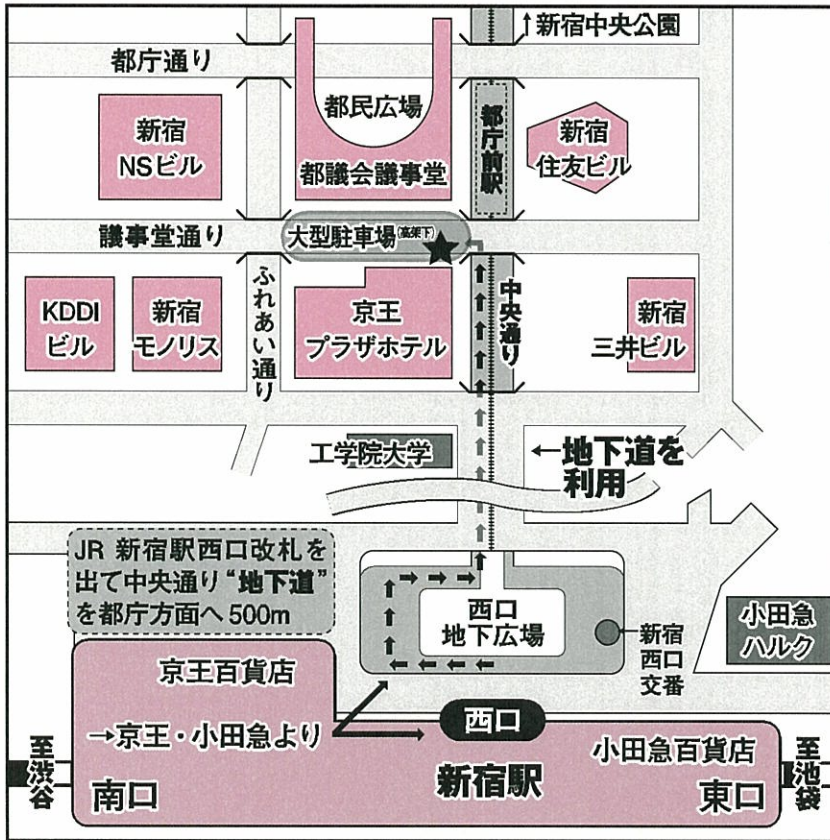 ↑新宿中央公園
都庁通り
都民広場
新宿
NSビル
都議会議事堂
都庁前駅
新宿
住友ビル
議事堂通り
大型駐車場(高架下)
KDDI
ビル
新宿
モノリス
ふれあい通り
京王
プラザホテル
中央通り
新宿
三井ビル
工学院大学
←地下道を
利用
JR 新宿駅西口改札を
出て中央通り“地下道”
を都庁方面へ500m
西口
地下広場
新宿
西口
交番
小田急
ハルク
京王百貨店
→京王・小田急より
西口
小田急百貨店
至渋谷
南口
新宿駅
東口
至池袋